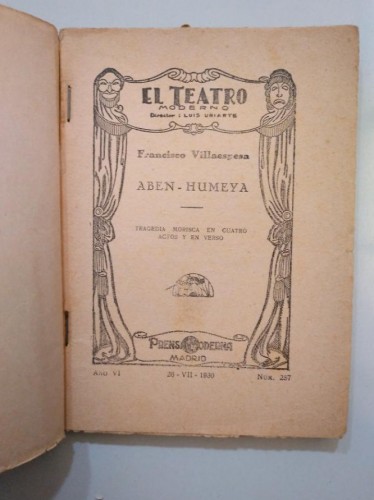 EL TEATRO
MODERNO
Director : LUIS URIARTE
Francisco Villaespesa
ABEN-HUMEYA
TRAGEDIA MORISCA EN CUATRO
ACTOS Y EN VERSO
PRENSA MODERNA
MADRID
Año VI 26 - VII - 1930 Núm. 257